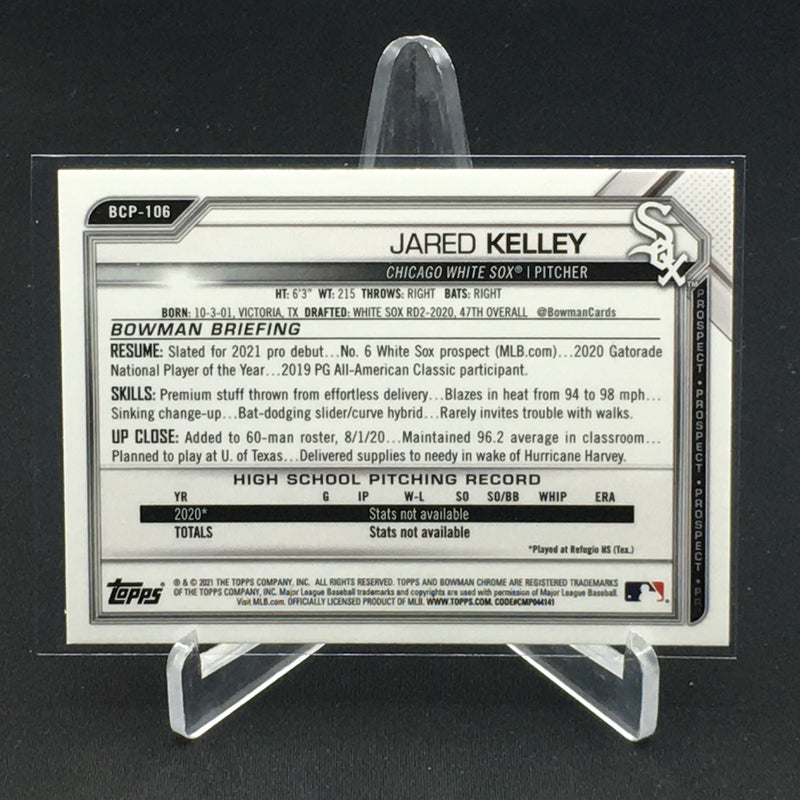 BCP-106
Sox
JARED KELLEY
CHICAGO WHITE SOX® | PITCHER
TM
HT: 6'3" WT: 215 THROWS: RIGHT BATS: RIGHT
BORN: 10-3-01, VICTORIA, TX DRAFTED: WHITE SOX RD2-2020, 47TH OVERALL @BowmanCards
BOWMAN BRIEFING
RESUME: Slated for 2021 pro debut...No. 6 White Sox prospect (MLB.com)...2020 Gatorade
National Player of the Year...2019 PG All-American Classic participant.
SKILLS: Premium stuff thrown from effortless delivery...Blazes in heat from 94 to 98 mph...
Sinking change-up...Bat-dodging slider/curve hybrid...Rarely invites trouble with walks.
UP CLOSE: Added to 60-man roster, 8/1/20...Maintained 96.2 average in classroom...
Planned to play at U. of Texas...Delivered supplies to needy in wake of Hurricane Harvey.
HIGH SCHOOL PITCHING RECORD
YR G IP W-L SO SO/BB WHIP ERA
2020* Stats not available
TOTALS Stats not available
*Played at Refugio HS (Tex.)
PROSPECT • PROSPECT • PROSPECT • PR
TOPPS
® & © 2021 THE TOPPS COMPANY, INC. ALL RIGHTS RESERVED. TOPPS AND BOWMAN CHROME ARE REGISTERED TRADEMARKS
OF THE TOPPS COMPANY, INC. Major League Baseball trademarks and copyrights are used with permission of Major League Baseball.
Visit MLB.com. OFFICIALLY LICENSED PRODUCT OF MLB. WWW.TOPPS.COM. CODE#CMP044141